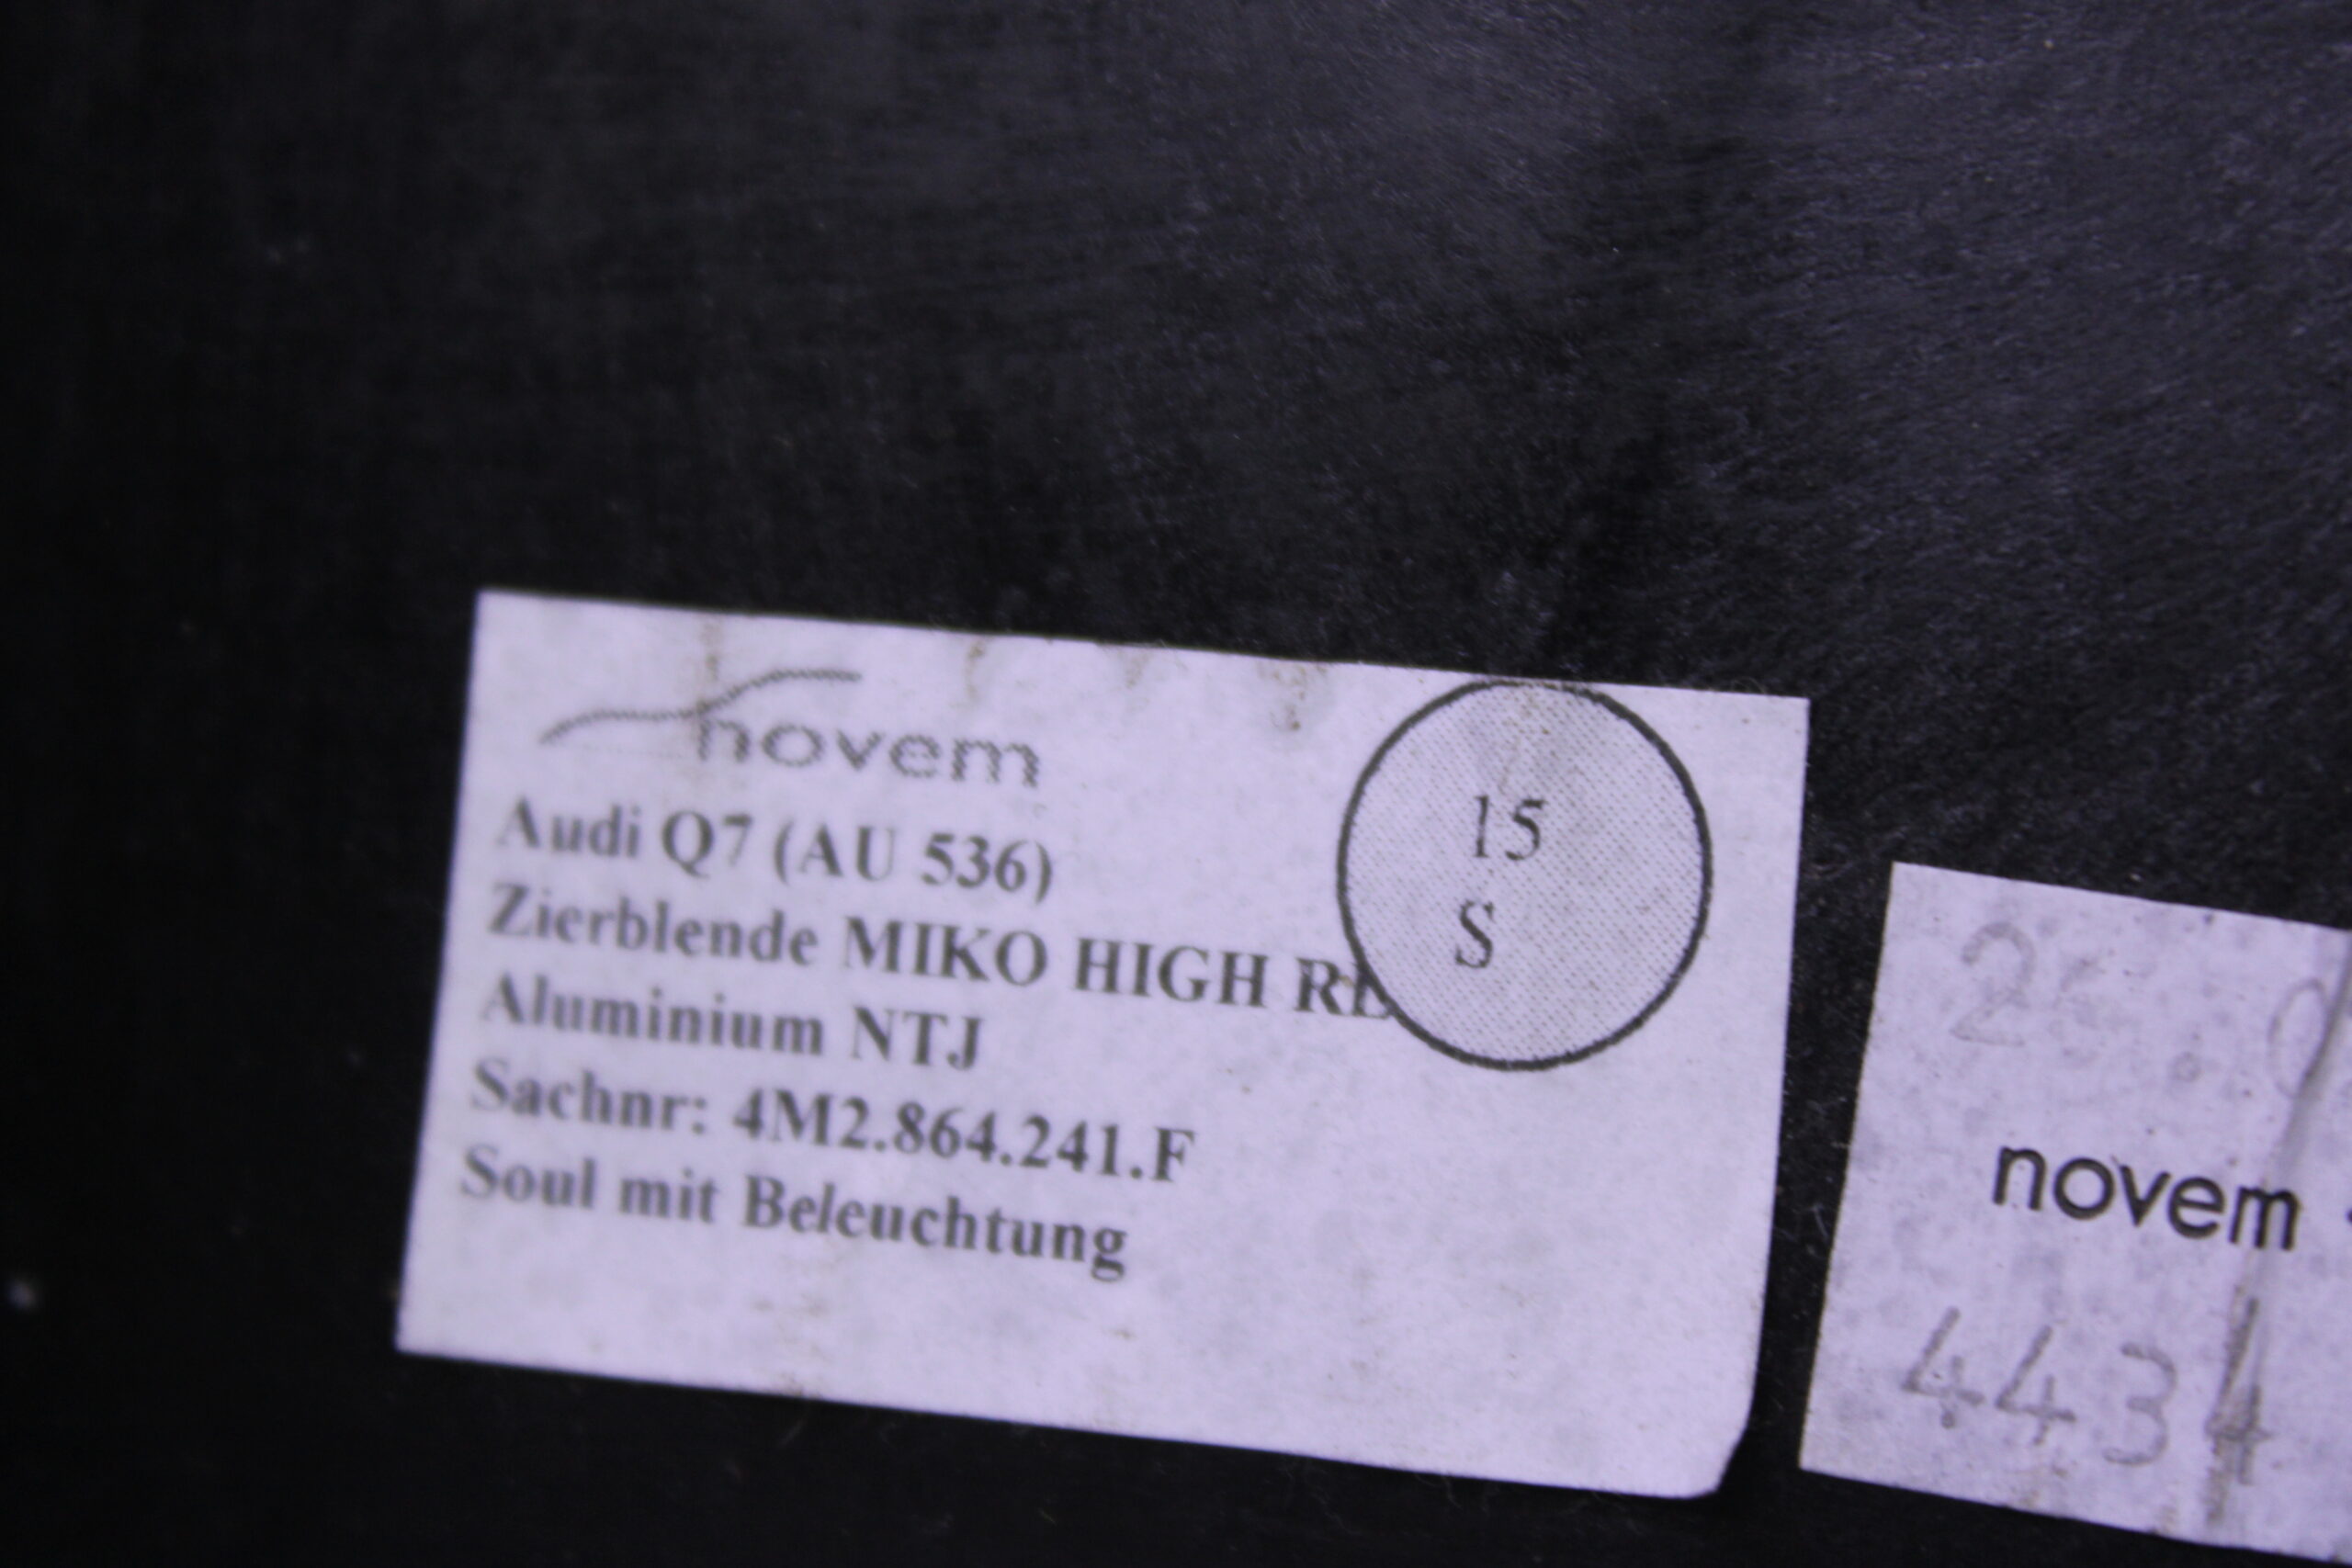 novem
Audi Q7 (AU 536)
Zierblende MIKO HIGH RL
Aluminium NTJ
Sachnr: 4M2.864.241.F
Soul mit Beleuchtung
15
S
novem
4434